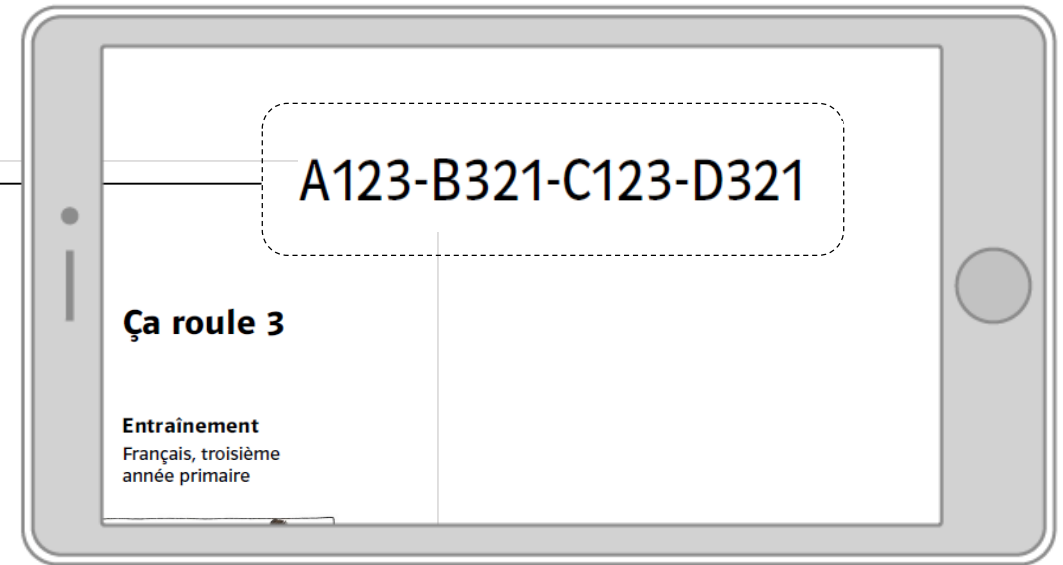 A123-B321-C123-D321
Ça roule 3
Entraînement
Français, troisième
année primaire